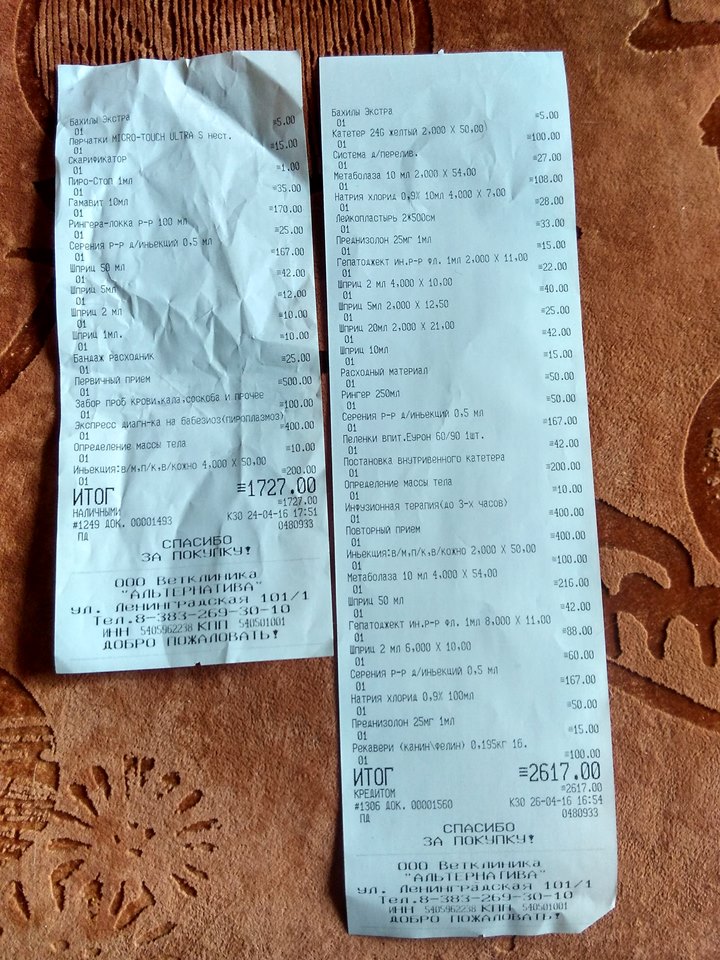 Бахилы Экстра
01 =5.00
Перчатки MICRO-TOUCH ULTRA S нест.
01 =15.00
Скарификатор
01 =1.00
Пиро-Стоп 1мл
01 =35.00
Гамавит 10мл
01 =170.00
Рингера-локка р-р 100 мл
01 =25.00
Серения р-р д/иньекций 0,5 мл
01 =167.00
Шприц 50 мл
01 =42.00
Шприц 5мл
01 =12.00
Шприц 2 мл
01 =10.00
Шприц 1мл.
01 =10.00
Бандаж расходник
01 =25.00
Первичный прием
01 =500.00
Забор проб крови,кала,соскоба и прочее
01 =100.00
Экспресс диагн-ка на бабезиоз(пироплазмоз)
01 =400.00
Определение массы тела
01 =10.00
Иньекция:в/м,п/к,в/кожно 4,000 X 50,00
01 =200.00
ИТОГ =1727.00
НАЛИЧНЫМИ =1727.00
#1249 ДОК. 00001493 К30 24-04-16 17:51
ПД 0480933
СПАСИБО
ЗА ПОКУПКУ!
ООО Ветклиника
"АЛЬТЕРНАТИВА"
ул. Ленинградская 101/1
Тел.8-383-269-30-10
ИНН 5405962238 КПП 540501001
ДОБРО ПОЖАЛОВАТЬ!
Бахилы Экстра
01 =5.00
Катетер 24G желтый 2,000 X 50,00)
01 =100.00
Система д/перелив.
01 =27.00
Метаболаза 10 мл 2,000 X 54,00
01 =108.00
Натрия хлорид 0,9% 10мл 4,000 X 7,00
01 =28.00
Лейкопластырь 2*500см
01 =33.00
Преднизолон 25мг 1мл
01 =15.00
Гепатоджект ин.р-р фл. 1мл 2,000 X 11,00
01 =22.00
Шприц 2 мл 4,000 X 10,00
01 =40.00
Шприц 5мл 2,000 X 12,50
01 =25.00
Шприц 20мл 2,000 X 21,00
01 =42.00
Шприц 10мл
01 =15.00
Расходный материал
01 =50.00
Рингер 250мл
01 =50.00
Серения р-р д/иньекций 0,5 мл
01 =167.00
Пеленки впит.Еурон 60/90 1шт.
01 =42.00
Постановка внутривенного катетера
01 =200.00
Определение массы тела
01 =10.00
Инфузионная терапия(до 3-х часов)
01 =400.00
Повторный прием
01 =400.00
Иньекция:в/м,п/к,в/кожно 2,000 X 50,00
01 =100.00
Метаболаза 10 мл 4,000 X 54,00
01 =216.00
Шприц 50 мл
01 =42.00
Гепатоджект ин.р-р фл. 1мл 8,000 X 11,00
01 =88.00
Шприц 2 мл 6,000 X 10,00
01 =60.00
Серения р-р д/иньекций 0,5 мл
01 =167.00
Натрия хлорид 0,9% 100мл
01 =50.00
Преднизолон 25мг 1мл
01 =15.00
Рекавери (канин\фелин) 0,195кг 1б.
01 =100.00
ИТОГ =2617.00
КРЕДИТОМ =2617.00
#1306 ДОК. 00001560 К30 26-04-16 16:54
ПД 0480933
СПАСИБО
ЗА ПОКУПКУ!
ООО Ветклиника
"АЛЬТЕРНАТИВА"
ул. Ленинградская 101/1
Тел.8-383-269-30-10
ИНН 5405962238 КПП 540501001
ДОБРО ПОЖАЛОВАТЬ!